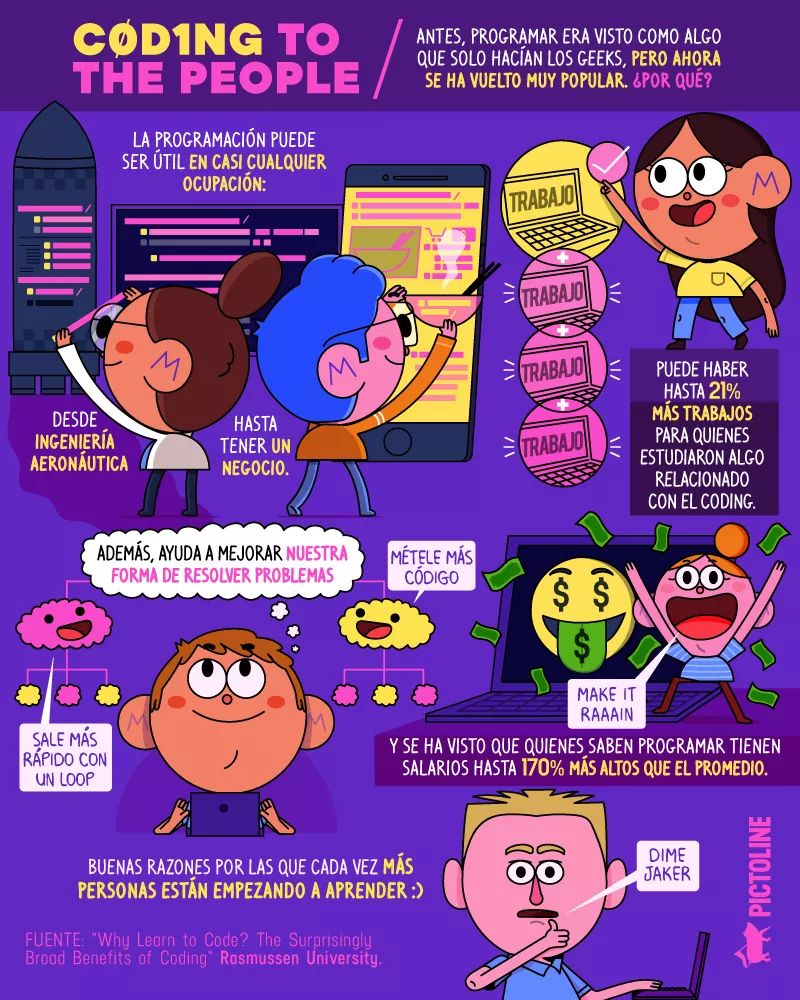 CØD1NG TO
THE PEOPLE
ANTES, PROGRAMAR ERA VISTO COMO ALGO
QUE SOLO HACÍAN LOS GEEKS, PERO AHORA
SE HA VUELTO MUY POPULAR. ¿POR QUÉ?
LA PROGRAMACIÓN PUEDE
SER ÚTIL EN CASI CUALQUIER
OCUPACIÓN:
M
M
DESDE
INGENIERÍA
AERONÁUTICA
HASTA
TENER UN
NEGOCIO.
TRABAJO
+
TRABAJO
+
TRABAJO
+
TRABAJO
M
PUEDE HABER
HASTA 21%
MÁS TRABAJOS
PARA QUIENES
ESTUDIARON ALGO
RELACIONADO
CON EL CODING.
ADEMÁS, AYUDA A MEJORAR NUESTRA
FORMA DE RESOLVER PROBLEMAS
MÉTELE MÁS
CÓDIGO
SALE MÁS
RÁPIDO CON
UN LOOP
M
M
$ $
$
M
MAKE IT
RAAAIN
Y SE HA VISTO QUE QUIENES SABEN PROGRAMAR TIENEN
SALARIOS HASTA 170% MÁS ALTOS QUE EL PROMEDIO.
BUENAS RAZONES POR LAS QUE CADA VEZ MÁS
PERSONAS ESTÁN EMPEZANDO A APRENDER :)
M
DIME
JAKER
PICTOLINE
FUENTE: "Why Learn to Code? The Surprisingly
Broad Benefits of Coding" Rasmussen University.